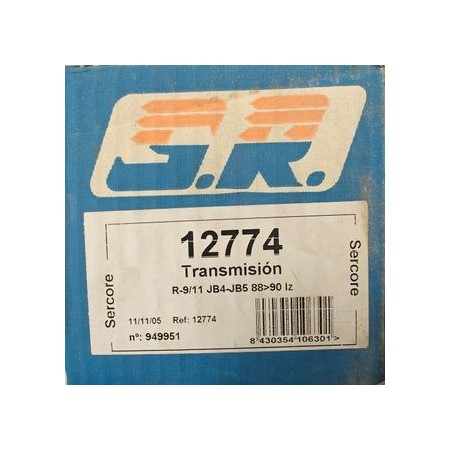 S.R.
12774
Transmisión
R-9/11 JB4-JB5 88>90 Iz
Sercore
Sercore
11/11/05 Ref: 12774
nº: 949951
8 430354 106301 >